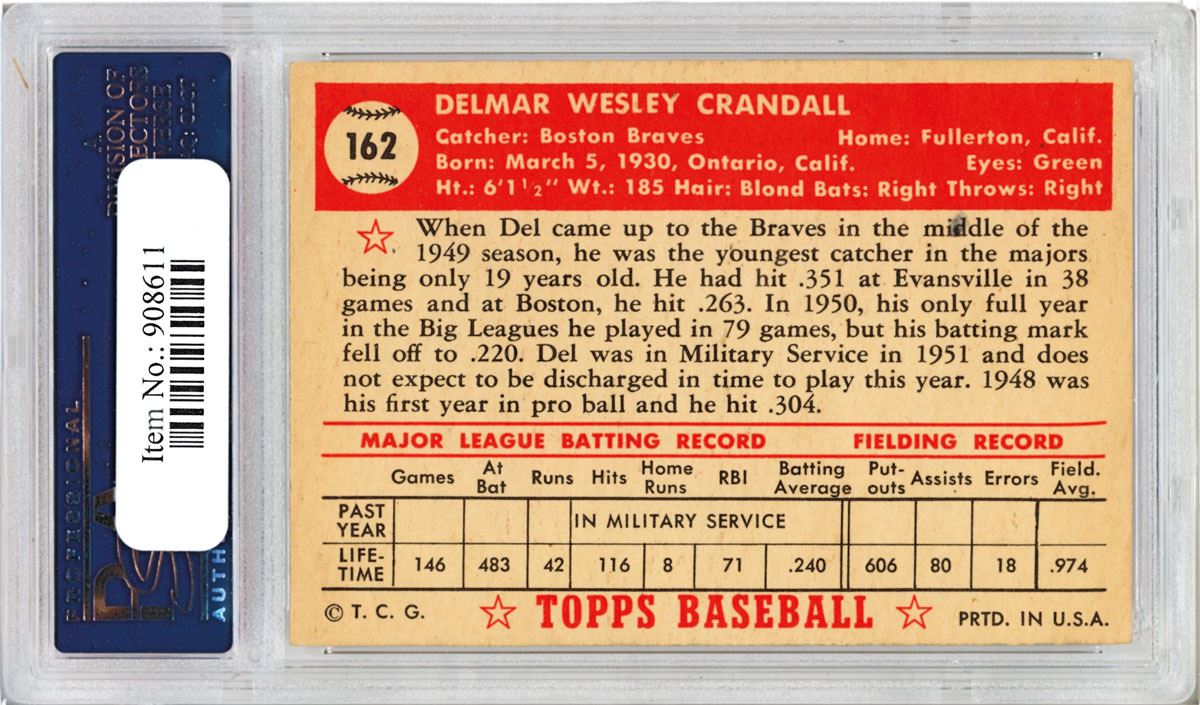 A
DIVISION OF
PROFESSIONAL
AUTH
Item No.: 908611
162
DELMAR WESLEY CRANDALL
Catcher: Boston Braves Home: Fullerton, Calif.
Born: March 5, 1930, Ontario, Calif. Eyes: Green
Ht.: 6'1½" Wt.: 185 Hair: Blond Bats: Right Throws: Right
When Del came up to the Braves in the middle of the
1949 season, he was the youngest catcher in the majors
being only 19 years old. He had hit .351 at Evansville in 38
games and at Boston, he hit .263. In 1950, his only full year
in the Big Leagues he played in 79 games, but his batting mark
fell off to .220. Del was in Military Service in 1951 and does
not expect to be discharged in time to play this year. 1948 was
his first year in pro ball and he hit .304.
MAJOR LEAGUE BATTING RECORD FIELDING RECORD
Games At Bat Runs Hits Home Runs RBI Batting Average Put-outs Assists Errors Field. Avg.
PAST YEAR IN MILITARY SERVICE
LIFE-TIME 146 483 42 116 8 71 .240 606 80 18 .974
© T. C. G. TOPPS BASEBALL PRTD. IN U.S.A.